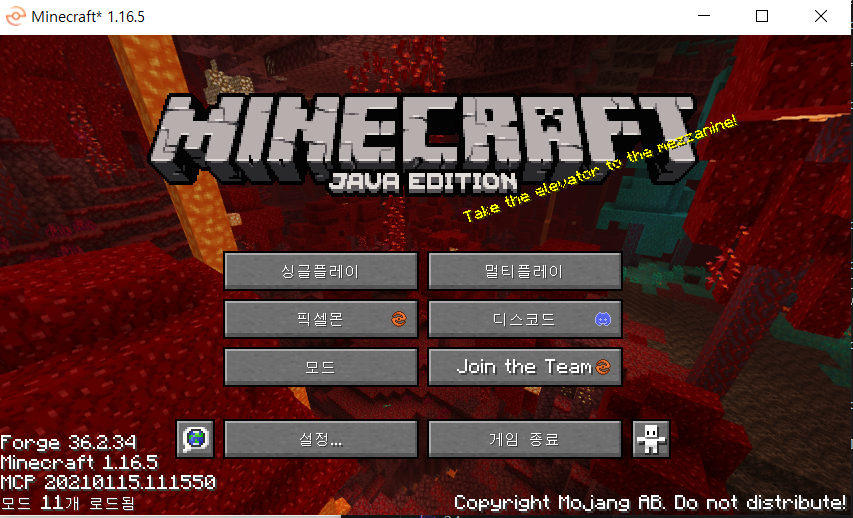 Minecraft* 1.16.5
MINECRAFT
JAVA EDITION
Take the elevator to the mezzanine!
싱글플레이
멀티플레이
픽셀몬
디스코드
모드
Join the Team
설정...
게임 종료
Forge 36.2.34
Minecraft 1.16.5
MCP 20210115.111550
모드 11개 로드됨
Copyright Mojang AB. Do not distribute!